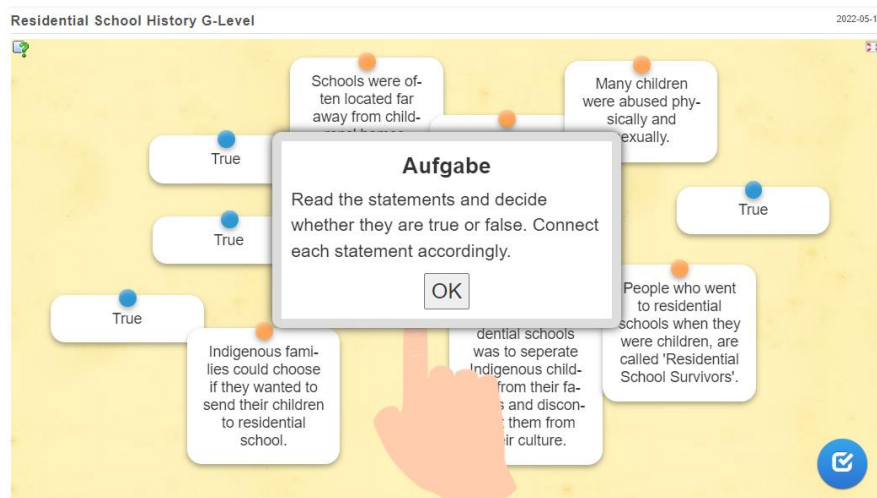 Residential School History G-Level
2022-05-1
Schools were of-
ten located far
away from child-
Many children
were abused phy-
sically and
sexually.
True
Aufgabe
Read the statements and decide
whether they are true or false. Connect
each statement accordingly.
OK
True
True
True
People who went
to residential
schools when they
were children, are
called 'Residential
School Survivors'.
Indigenous fami-
lies could choose
if they wanted to
send their children
to residential
school.
dential schools
was to seperate
Indigenous child-
from their fa-
and discon-
them from
their culture.